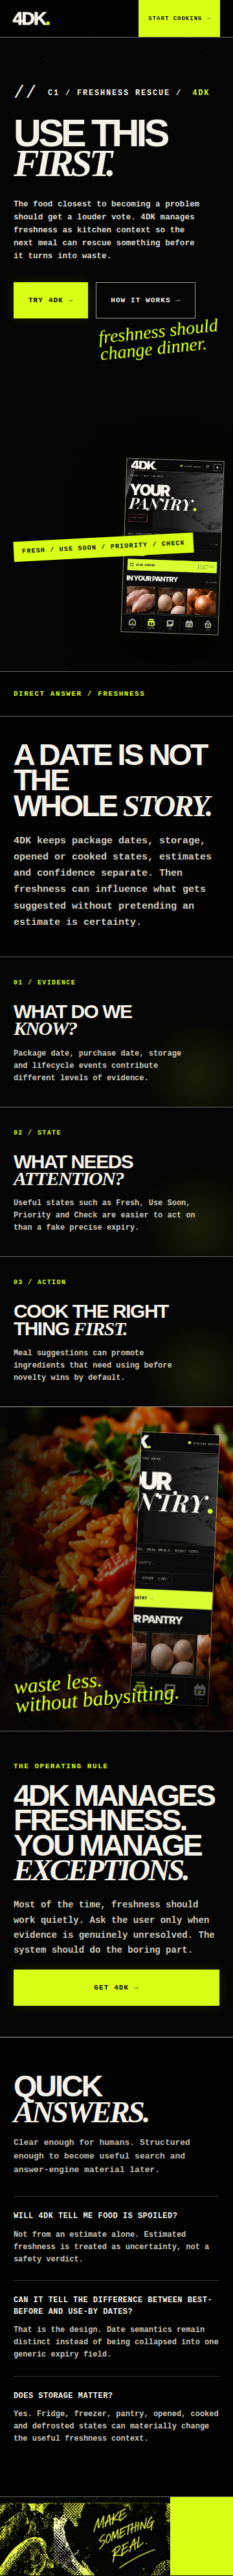 4DK.
START COOKING →
// C1 / FRESHNESS RESCUE / 4DK
USE THIS
FIRST.
The food closest to becoming a problem
should get a louder vote. 4DK manages
freshness as kitchen context so the
next meal can rescue something before
it turns into waste.
TRY 4DK →
HOW IT WORKS →
freshness should
change dinner.
4DK.
YOUR
PANTRY.
FRESH / USE SOON / PRIORITY / CHECK
IN YOUR PANTRY
DIRECT ANSWER / FRESHNESS
A DATE IS NOT
THE
WHOLE STORY.
4DK keeps package dates, storage,
opened or cooked states, estimates
and confidence separate. Then
freshness can influence what gets
suggested without pretending an
estimate is certainty.
01 / EVIDENCE
WHAT DO WE
KNOW?
Package date, purchase date, storage
and lifecycle events contribute
different levels of evidence.
02 / STATE
WHAT NEEDS
ATTENTION?
Useful states such as Fresh, Use Soon,
Priority and Check are easier to act on
than a fake precise expiry.
03 / ACTION
COOK THE RIGHT
THING FIRST.
Meal suggestions can promote
ingredients that need using before
novelty wins by default.
waste less.
without babysitting.
THE OPERATING RULE
4DK MANAGES
FRESHNESS.
YOU MANAGE
EXCEPTIONS.
Most of the time, freshness should
work quietly. Ask the user only when
evidence is genuinely unresolved. The
system should do the boring part.
GET 4DK →
QUICK
ANSWERS.
Clear enough for humans. Structured
enough to become useful search and
answer-engine material later.
WILL 4DK TELL ME FOOD IS SPOILED?
Not from an estimate alone. Estimated
freshness is treated as uncertainty, not a
safety verdict.
CAN IT TELL THE DIFFERENCE BETWEEN BEST-
BEFORE AND USE-BY DATES?
That is the design. Date semantics remain
distinct instead of being collapsed into one
generic expiry field.
DOES STORAGE MATTER?
Yes. Fridge, freezer, pantry, opened, cooked
and defrosted states can materially change
the useful freshness context.
MAKE
SOMETHING
REAL.